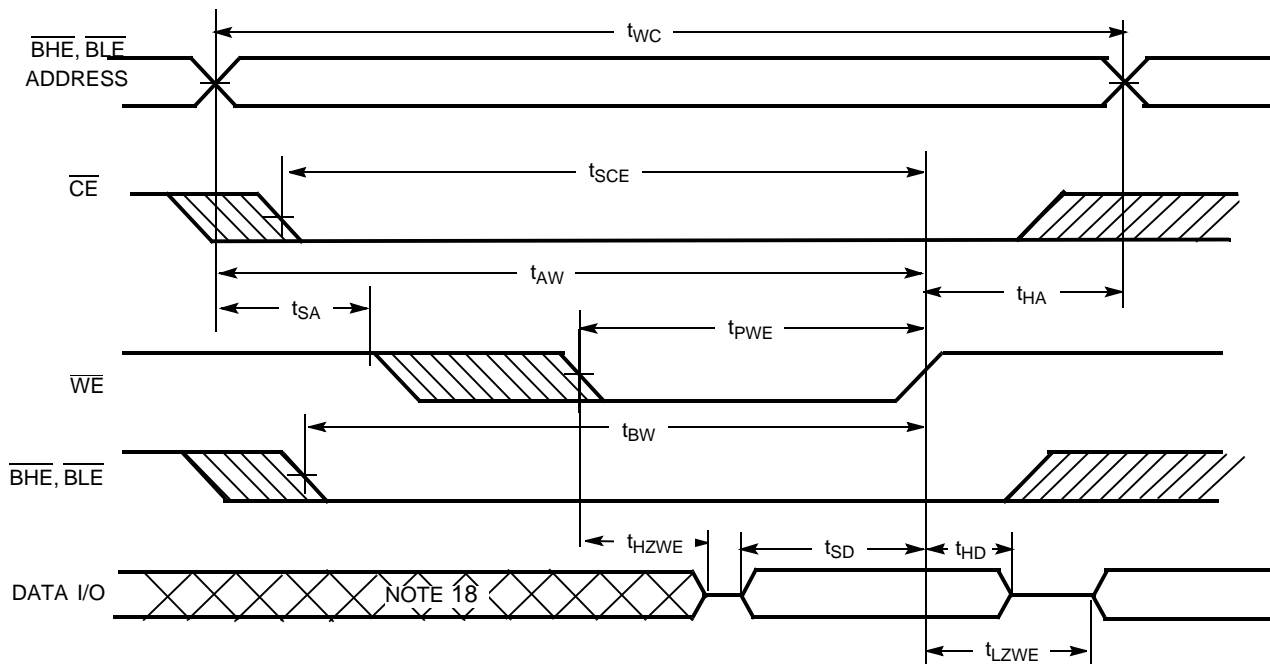 tWC
BHE, BLE
ADDRESS
tSCE
CE
tAW
tHA
tSA
tPWE
WE
tBW
BHE, BLE
tHZWE
tSD
tHD
DATA I/O
NOTE 18
tLZWE